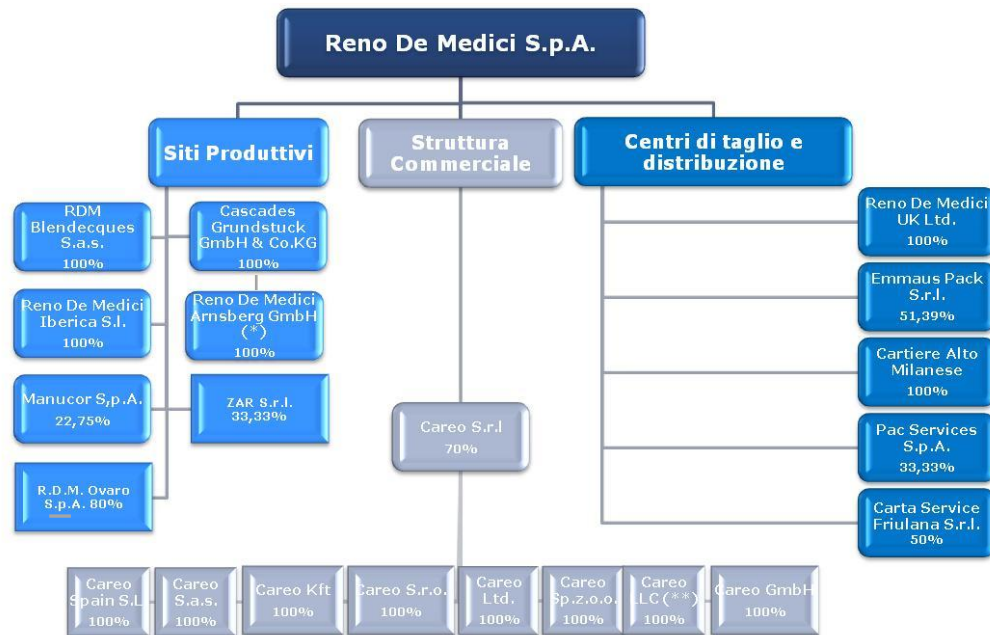 Reno De Medici S.p.A.
Siti Produttivi
Struttura
Commerciale
Centri di taglio e
distribuzione
RDM
Blendecques
S.a.s.
100%
Cascades
Grundstuck
GmbH & Co.KG
100%
Reno De Medici
Iberica S.l.
100%
Reno De Medici
Arnsberg GmbH
(*)
100%
Manucor S,p.A.
22,75%
ZAR S.r.l.
33,33%
R.D.M. Ovaro
S.p.A. 80%
Careo S.r.l
70%
Reno De Medici
UK Ltd.
100%
Emmaus Pack
S.r.l.
51,39%
Cartiere Alto
Milanese
100%
Pac Services
S.p.A.
33,33%
Carta Service
Friulana S.r.l.
50%
Careo
Spain S.L
100%
Careo
S.a.s.
100%
Careo Kft
100%
Careo S.r.o.
100%
Careo
Ltd.
100%
Careo
Sp.z.o.o.
100%
Careo
LLC (**)
100%
Careo GmbH
100%